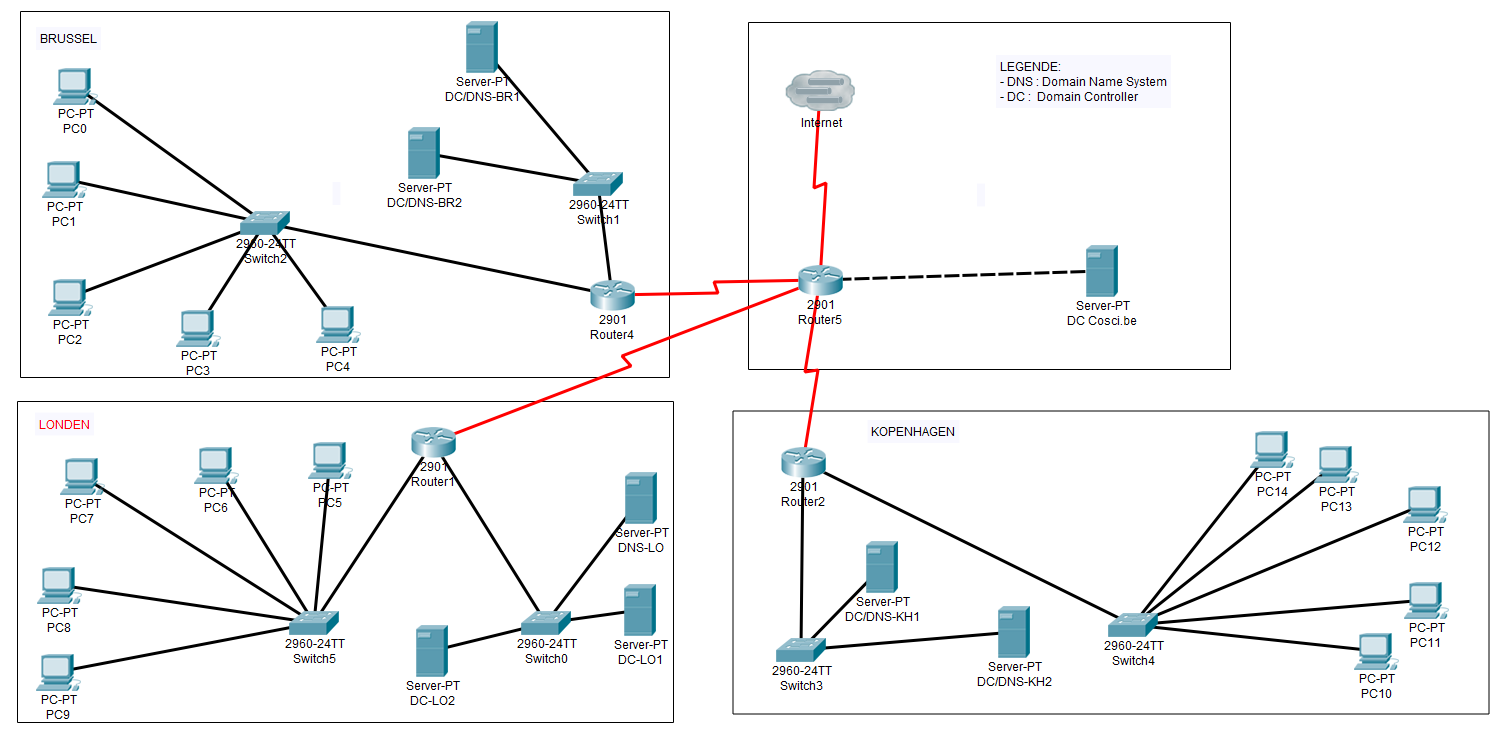 BRUSSEL
Server-PT
DC/DNS-BR1
PC-PT
PC0
Server-PT
DC/DNS-BR2
PC-PT
PC1
2960-24TT
Switch1
2960-24TT
Switch2
PC-PT
PC2
PC-PT
PC3
PC-PT
PC4
2901
Router4
LEGENDE:
- DNS : Domain Name System
- DC : Domain Controller
Internet
2901
Router5
Server-PT
DC Cosci.be
LONDEN
2901
Router1
PC-PT
PC7
PC-PT
PC6
PC-PT
PC5
Server-PT
DNS-LO
PC-PT
PC8
2960-24TT
Switch5
2960-24TT
Switch0
Server-PT
DC-LO1
PC-PT
PC9
Server-PT
DC-LO2
KOPENHAGEN
2901
Router2
PC-PT
PC14
PC-PT
PC13
PC-PT
PC12
Server-PT
DC/DNS-KH1
PC-PT
PC11
2960-24TT
Switch3
Server-PT
DC/DNS-KH2
2960-24TT
Switch4
PC-PT
PC10